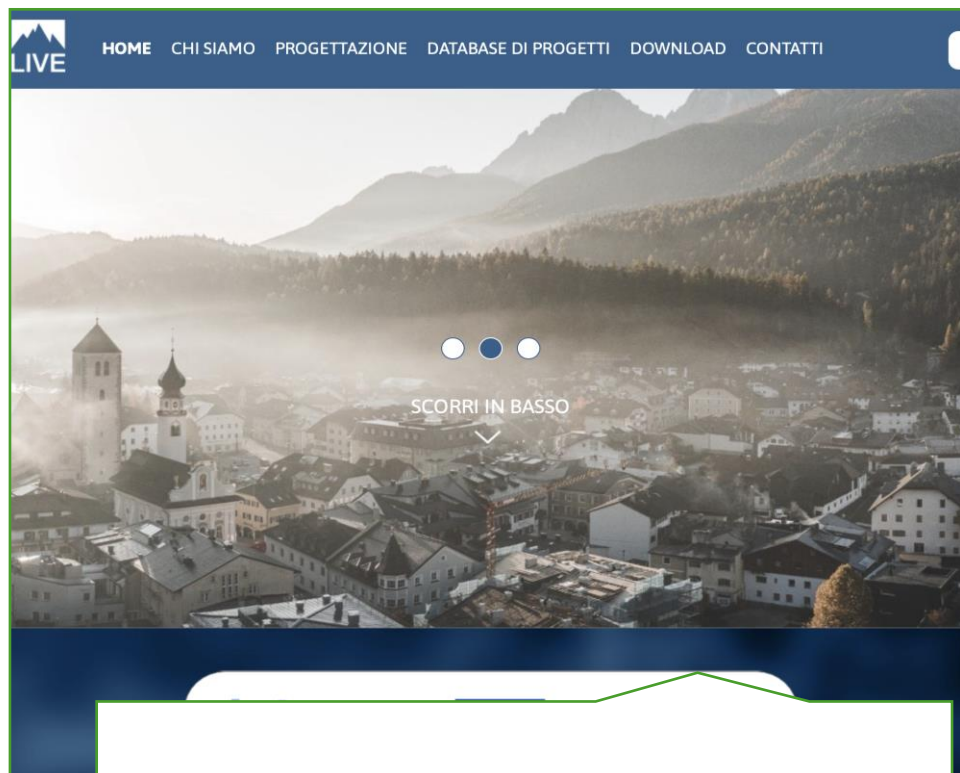 LIVE
HOME CHI SIAMO PROGETTAZIONE DATABASE DI PROGETTI DOWNLOAD CONTATTI
SCORRI IN BASSO